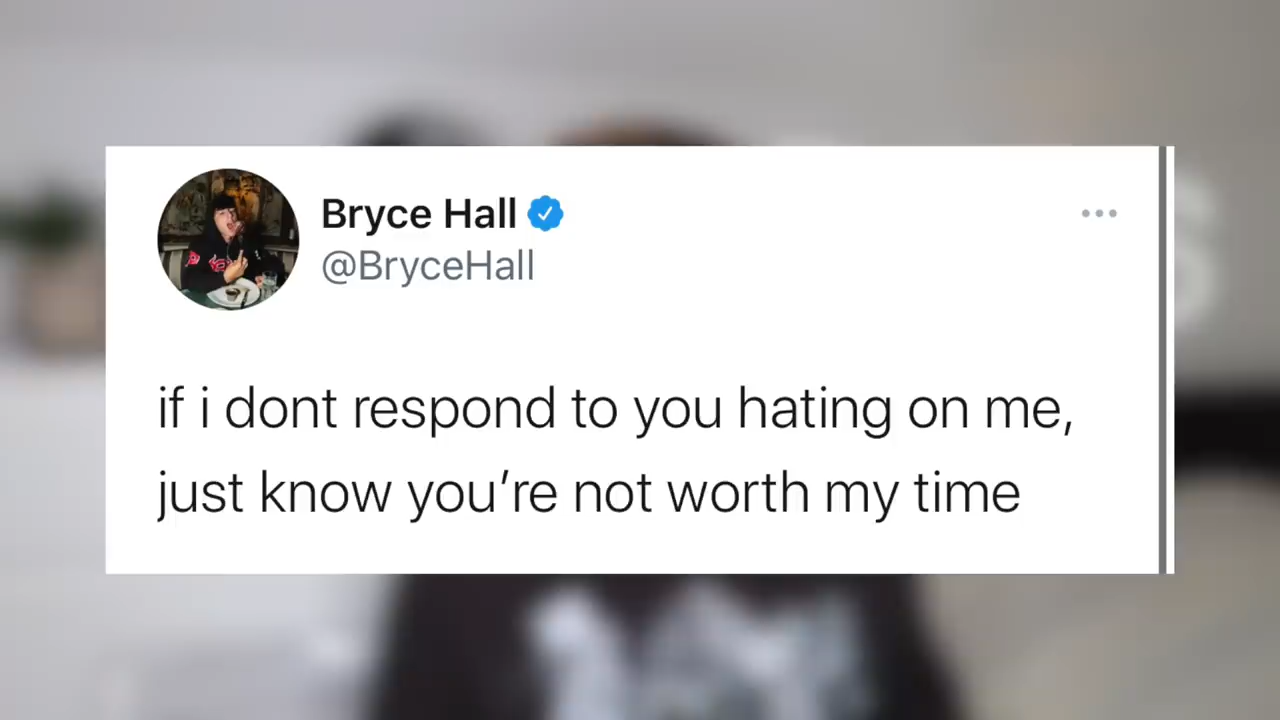 Bryce Hall
@BryceHall
if i dont respond to you hating on me,
just know you’re not worth my time